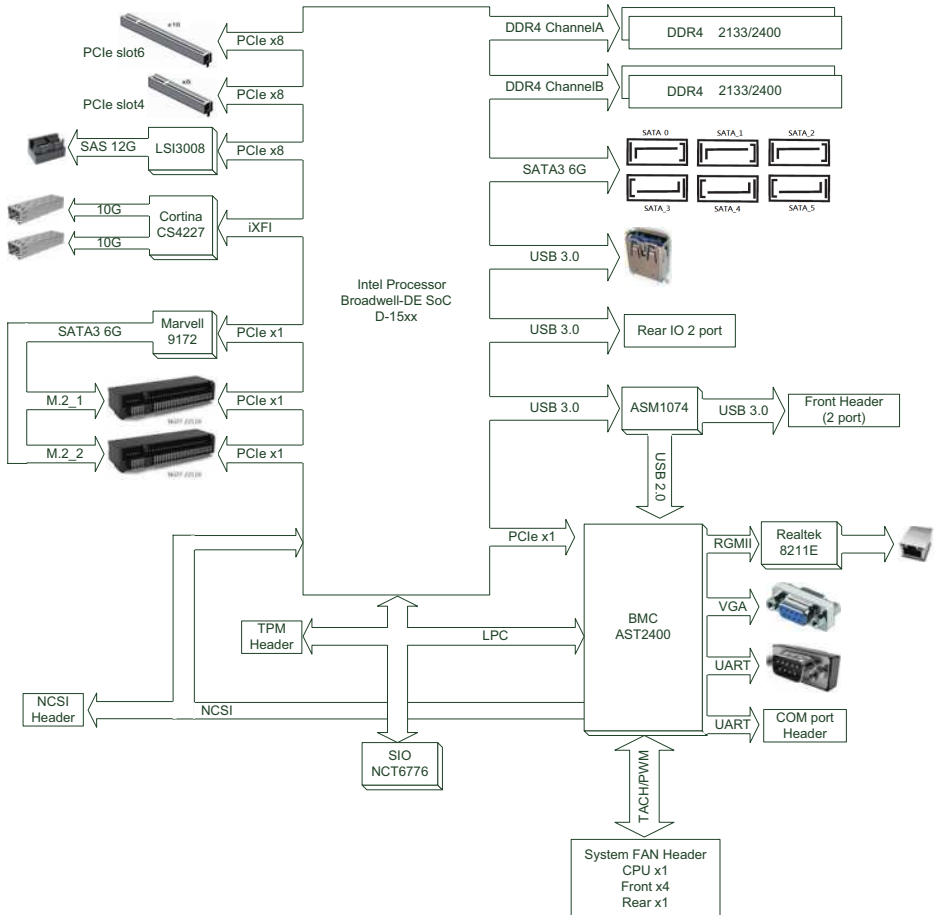 x16
PCIe slot6
PCIe x8
x8
PCIe slot4
PCIe x8
SAS 12G
LSI3008
PCIe x8
10G
10G
Cortina
CS4227
iXFI
SATA3 6G
Marvell
9172
PCIe x1
M.2_1
PCIe x1
M.2_2
PCIe x1
Intel Processor
Broadwell-DE SoC
D-15xx
DDR4 ChannelA
DDR4 2133/2400
DDR4 ChannelB
DDR4 2133/2400
SATA3 6G
SATA 0
SATA_1
SATA_2
SATA_3
SATA_4
SATA_5
USB 3.0
USB 3.0
Rear IO 2 port
USB 3.0
ASM1074
USB 3.0
Front Header
(2 port)
USB 2.0
PCIe x1
BMC
AST2400
RGMII
Realtek
8211E
VGA
UART
UART
COM port
Header
TPM
Header
LPC
NCSI
Header
NCSI
SIO
NCT6776
TACH/PWM
System FAN Header
CPU x1
Front x4
Rear x1